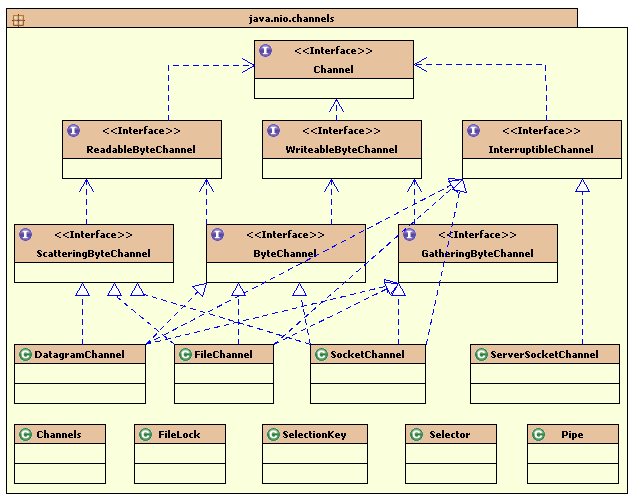 java.nio.channels
I
<<Interface>>
Channel
I
<<Interface>>
ReadableByteChannel
I
<<Interface>>
WriteableByteChannel
I
<<Interface>>
InterruptibleChannel
I
<<Interface>>
ScatteringByteChannel
I
<<Interface>>
ByteChannel
I
<<Interface>>
GatheringByteChannel
C DatagramChannel
C FileChannel
C SocketChannel
C ServerSocketChannel
C Channels
C FileLock
C SelectionKey
C Selector
C Pipe